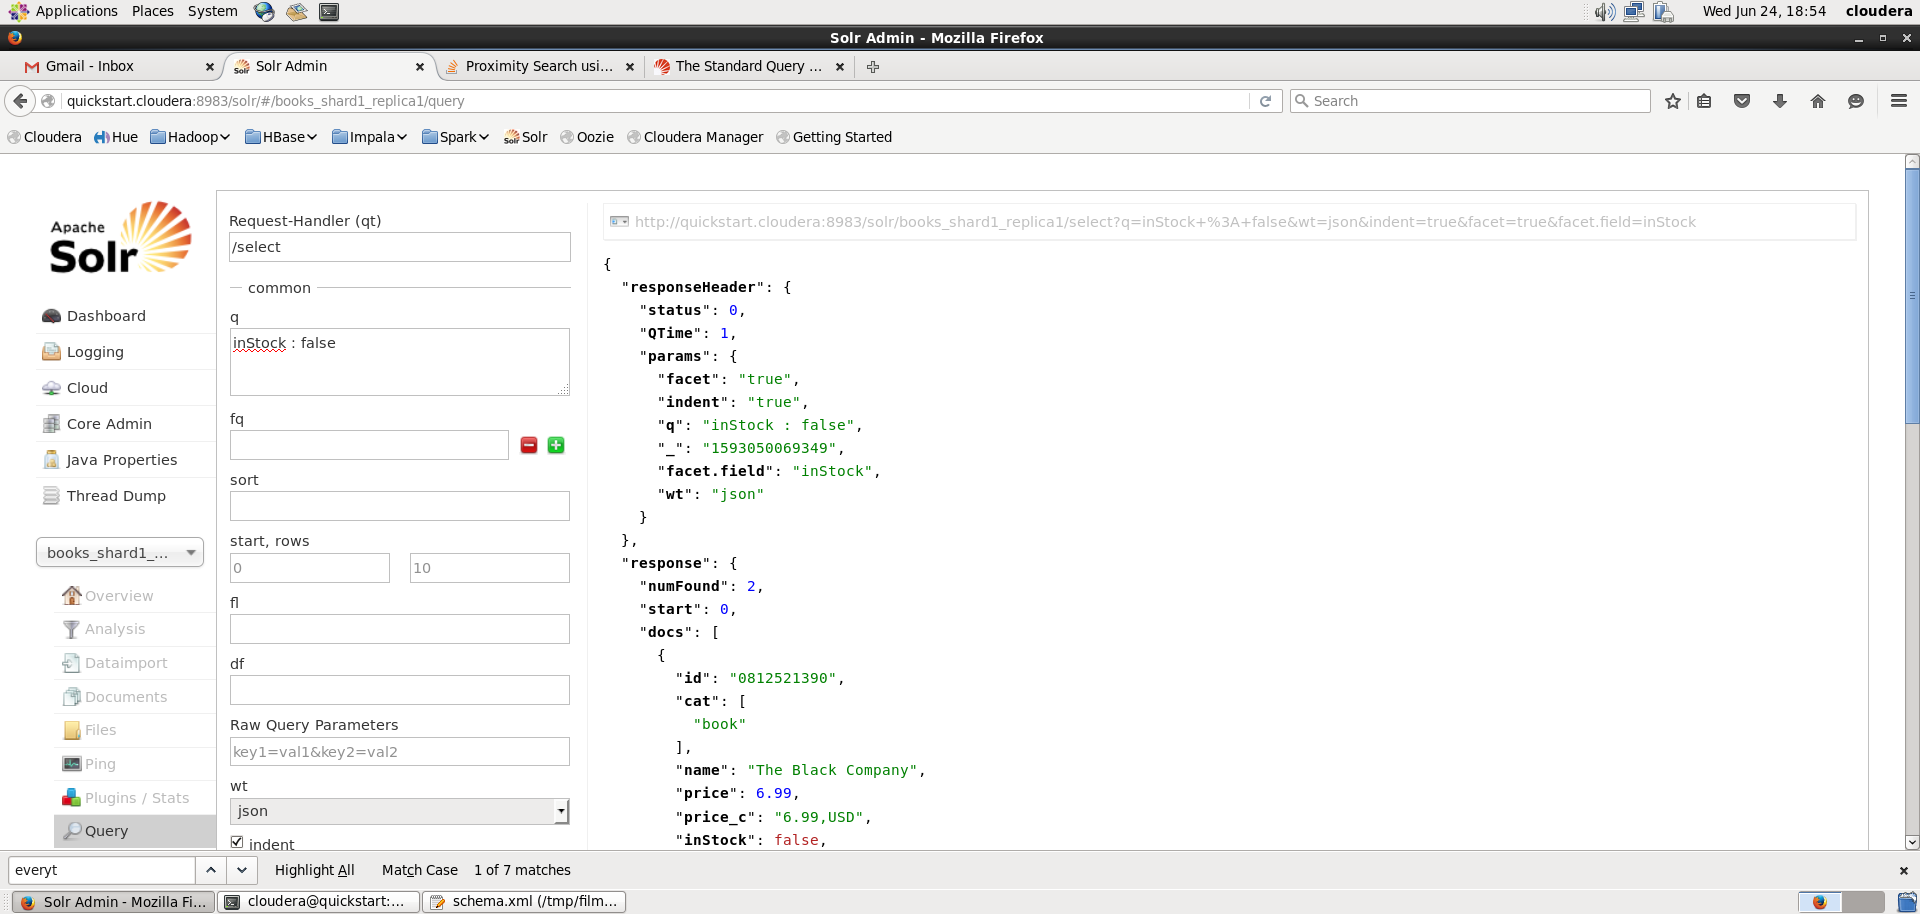 Applications Places System Wed Jun 24, 18:54 cloudera
Solr Admin - Mozilla Firefox
Gmail - Inbox Solr Admin Proximity Search usi... The Standard Query ...
quickstart.cloudera:8983/solr/#/books_shard1_replica1/query Search
Cloudera Hue Hadoop HBase Impala Spark Solr Oozie Cloudera Manager Getting Started
Apache
Solr
Dashboard
Logging
Cloud
Core Admin
Java Properties
Thread Dump
books_shard1_...
Overview
Analysis
Dataimport
Documents
Files
Ping
Plugins / Stats
Query
Request-Handler (qt)
/select
common
q
inStock : false
fq
sort
start, rows
0 10
fl
df
Raw Query Parameters
key1=val1&key2=val2
wt
json
indent
http://quickstart.cloudera:8983/solr/books_shard1_replica1/select?q=inStock+%3A+false&wt=json&indent=true&facet=true&facet.field=inStock
{
"responseHeader": {
"status": 0,
"QTime": 1,
"params": {
"facet": "true",
"indent": "true",
"q": "inStock : false",
"_": "1593050069349",
"facet.field": "inStock",
"wt": "json"
}
},
"response": {
"numFound": 2,
"start": 0,
"docs": [
{
"id": "0812521390",
"cat": [
"book"
],
"name": "The Black Company",
"price": 6.99,
"price_c": "6.99,USD",
"inStock": false,
everyt Highlight All Match Case 1 of 7 matches
Solr Admin - Mozilla Fi... cloudera@quickstart:... schema.xml (/tmp/film...